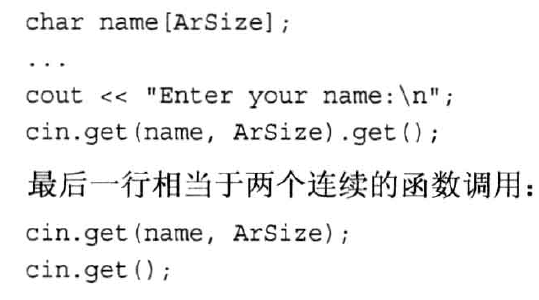 char name[ArSize];
...
cout << "Enter your name:\n";
cin.get(name, ArSize).get();
最后一行相当于两个连续的函数调用：
cin.get(name, ArSize);
cin.get();